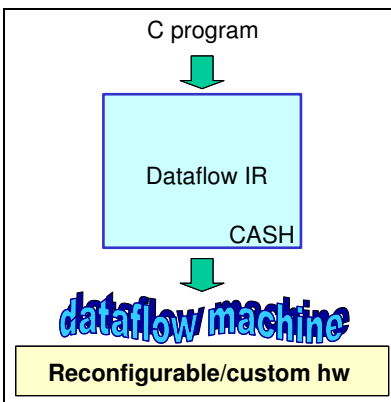 C program
Dataflow IR
CASH
dataflow machine
Reconfigurable/custom hw